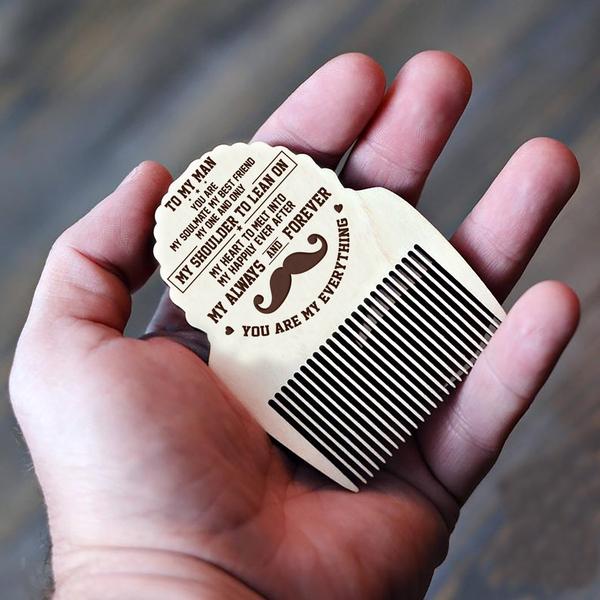 TO MY MAN
YOU ARE
MY SOULMATE MY BEST FRIEND
MY ONE AND ONLY
MY SHOULDER TO LEAN ON
MY HEART TO MELT INTO
MY HAPPILY EVER AFTER
MY ALWAYS AND FOREVER
YOU ARE MY EVERYTHING